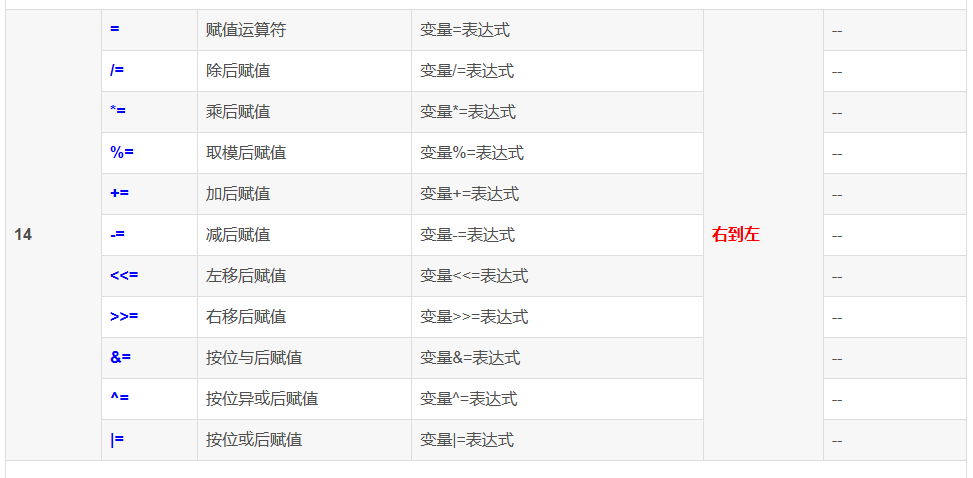 = 赋值运算符 变量=表达式 --
/= 除后赋值 变量/=表达式 --
*= 乘后赋值 变量*=表达式 --
%= 取模后赋值 变量%=表达式 --
+= 加后赋值 变量+=表达式 --
14 -= 减后赋值 变量-=表达式 右到左 --
<<= 左移后赋值 变量<<=表达式 --
>>= 右移后赋值 变量>>=表达式 --
&= 按位与后赋值 变量&=表达式 --
^= 按位异或后赋值 变量^=表达式 --
|= 按位或后赋值 变量|=表达式 --